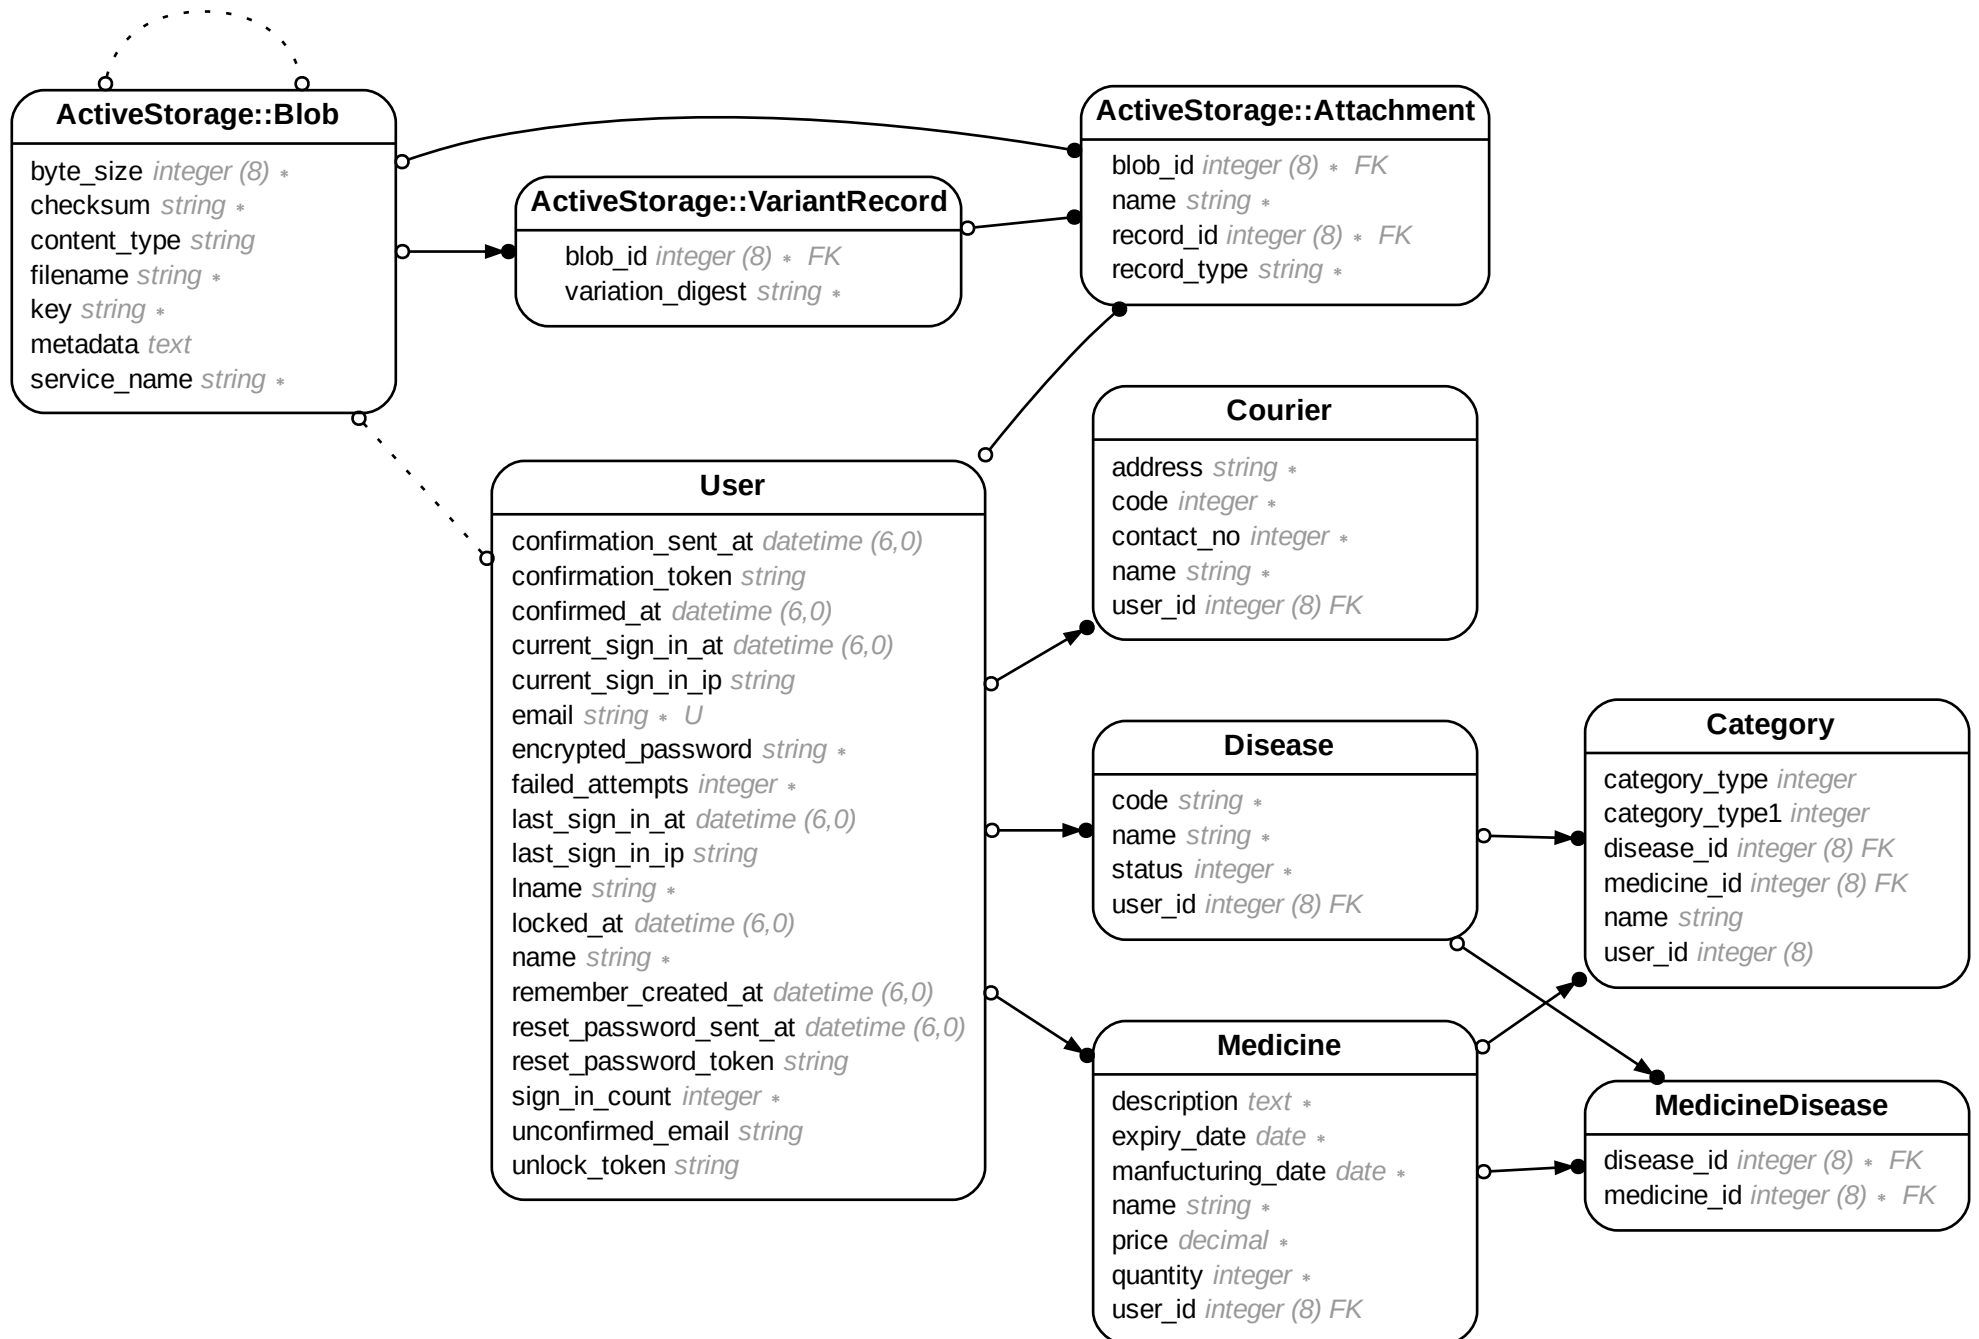 ActiveStorage::Blob
byte_size integer (8) *
checksum string *
content_type string
filename string *
key string *
metadata text
service_name string *
ActiveStorage::VariantRecord
blob_id integer (8) * FK
variation_digest string *
ActiveStorage::Attachment
blob_id integer (8) * FK
name string *
record_id integer (8) * FK
record_type string *
User
confirmation_sent_at datetime (6,0)
confirmation_token string
confirmed_at datetime (6,0)
current_sign_in_at datetime (6,0)
current_sign_in_ip string
email string * U
encrypted_password string *
failed_attempts integer *
last_sign_in_at datetime (6,0)
last_sign_in_ip string
lname string *
locked_at datetime (6,0)
name string *
remember_created_at datetime (6,0)
reset_password_sent_at datetime (6,0)
reset_password_token string
sign_in_count integer *
unconfirmed_email string
unlock_token string
Courier
address string *
code integer *
contact_no integer *
name string *
user_id integer (8) FK
Disease
code string *
name string *
status integer *
user_id integer (8) FK
Medicine
description text *
expiry_date date *
manfucturing_date date *
name string *
price decimal *
quantity integer *
user_id integer (8) FK
Category
category_type integer
category_type1 integer
disease_id integer (8) FK
medicine_id integer (8) FK
name string
user_id integer (8)
MedicineDisease
disease_id integer (8) * FK
medicine_id integer (8) * FK